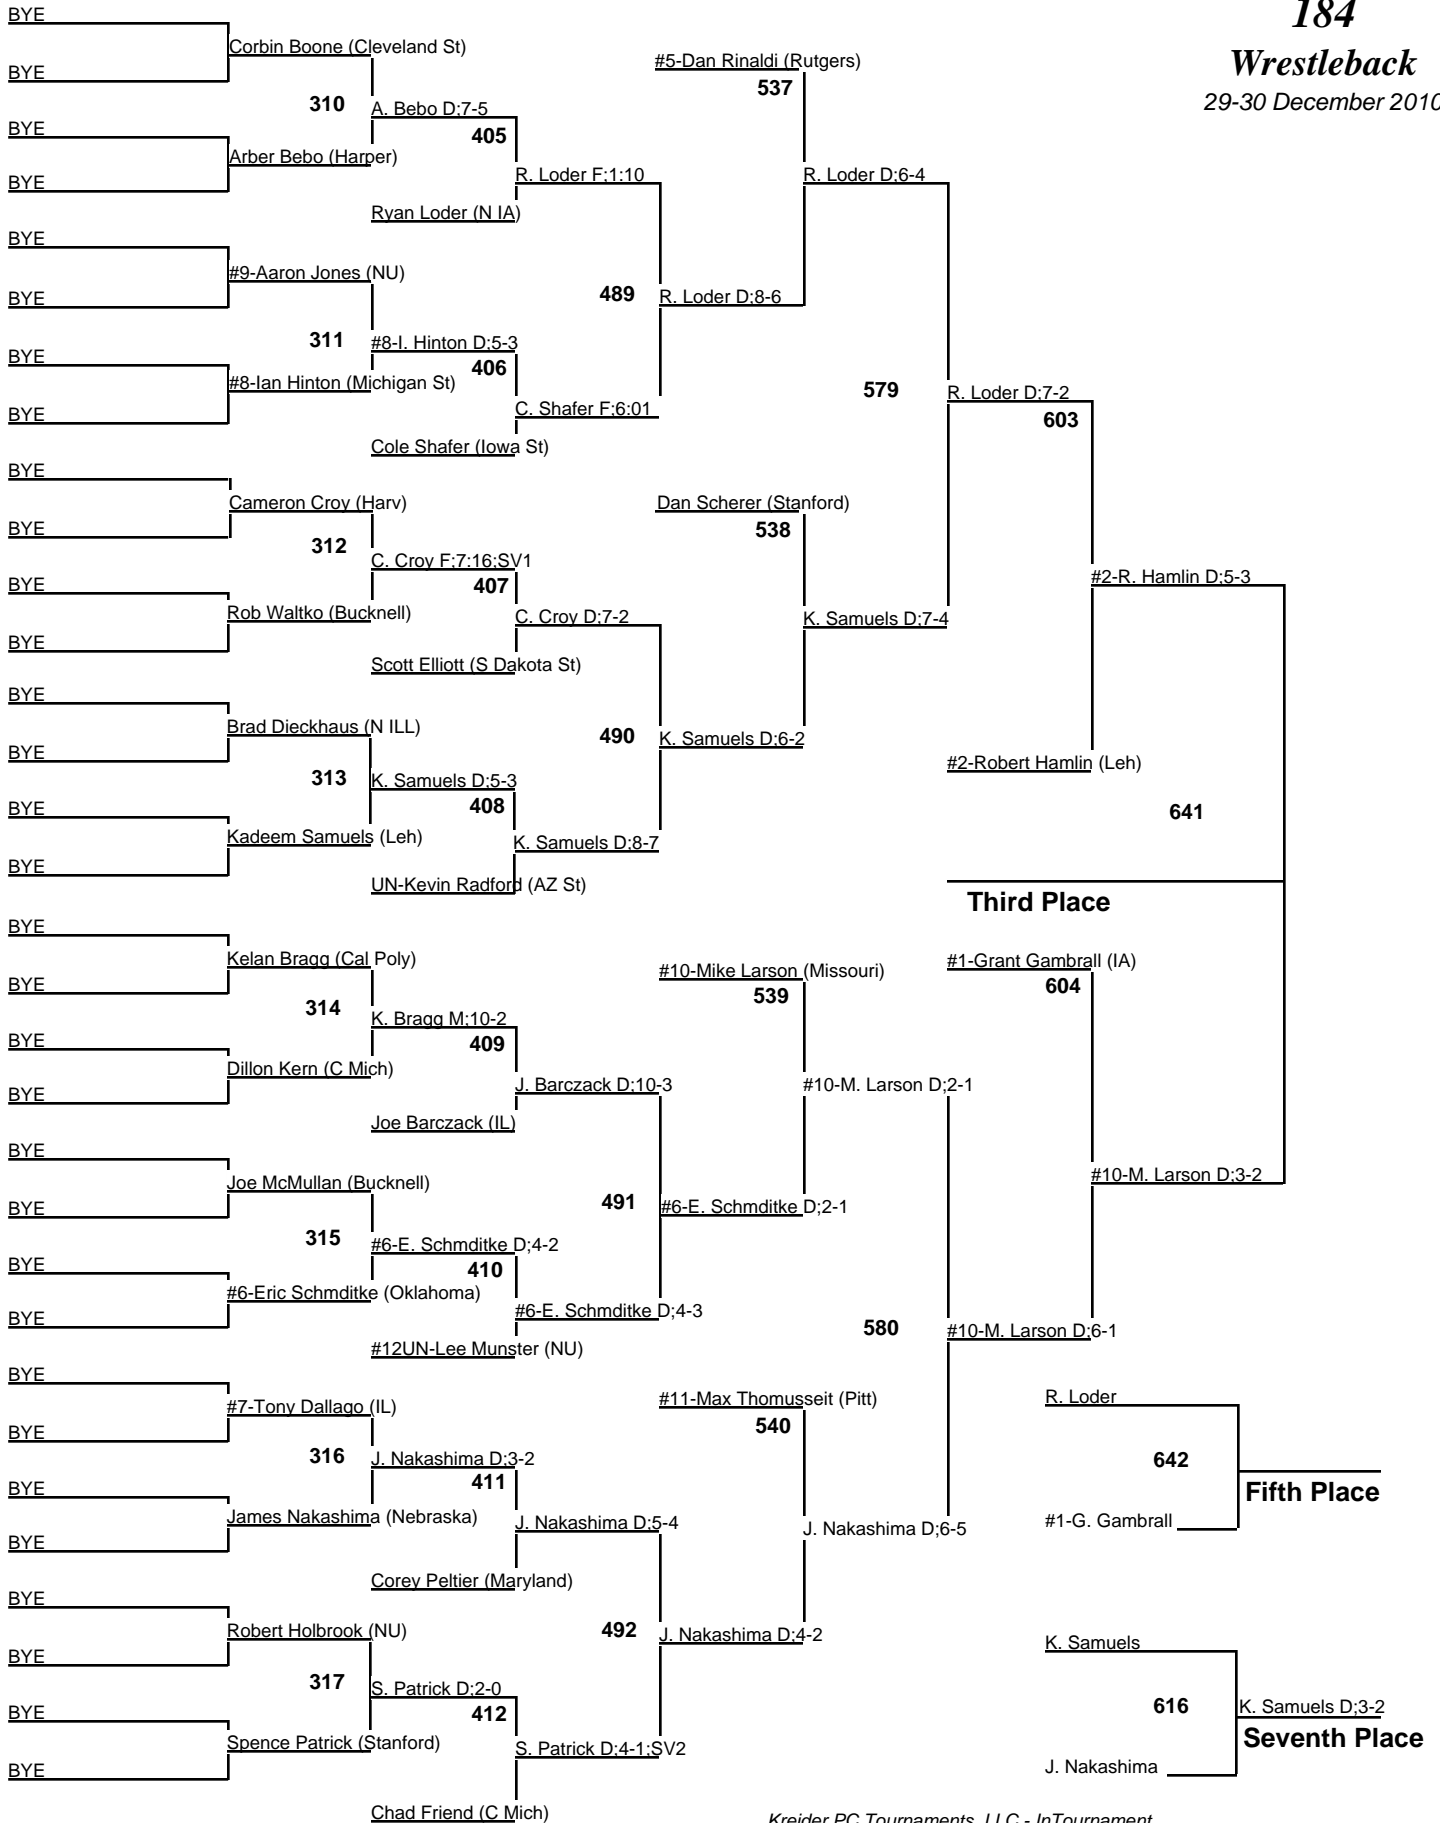 184
Wrestleback
29-30 December 2010
BYE
Corbin Boone (Cleveland St)
BYE
310
A. Bebo D;7-5
BYE
405
Arber Bebo (Harper)
BYE
R. Loder F;1:10
Ryan Loder (N IA)
BYE
#9-Aaron Jones (NU)
BYE
489
R. Loder D;8-6
311
#8-I. Hinton D;5-3
BYE
406
#8-Ian Hinton (Michigan St)
BYE
C. Shafer F;6:01
Cole Shafer (Iowa St)
#5-Dan Rinaldi (Rutgers)
537
R. Loder D;6-4
579
R. Loder D;7-2
603
BYE
Cameron Croy (Harv)
BYE
312
C. Croy F;7:16;SV1
BYE
407
Rob Waltko (Bucknell)
C. Croy D;7-2
BYE
Scott Elliott (S Dakota St)
Dan Scherer (Stanford)
538
K. Samuels D;7-4
#2-R. Hamlin D;5-3
BYE
Brad Dieckhaus (N ILL)
BYE
490
K. Samuels D;6-2
313
K. Samuels D;5-3
BYE
408
Kadeem Samuels (Leh)
K. Samuels D;8-7
BYE
UN-Kevin Radford (AZ St)
#2-Robert Hamlin (Leh)
641
Third Place
BYE
Kelan Bragg (Cal Poly)
BYE
314
K. Bragg M;10-2
BYE
409
Dillon Kern (C Mich)
BYE
J. Barczack D;10-3
Joe Barczack (IL)
#10-Mike Larson (Missouri)
539
#10-M. Larson D;2-1
#1-Grant Gambrall (IA)
604
#10-M. Larson D;3-2
BYE
Joe McMullan (Bucknell)
BYE
491
#6-E. Schmditke D;2-1
315
#6-E. Schmditke D;4-2
BYE
410
#6-Eric Schmditke (Oklahoma)
BYE
#6-E. Schmditke D;4-3
#12UN-Lee Munster (NU)
580
#10-M. Larson D;6-1
BYE
#7-Tony Dallago (IL)
BYE
316
J. Nakashima D;3-2
BYE
411
James Nakashima (Nebraska)
BYE
J. Nakashima D;5-4
Corey Peltier (Maryland)
#11-Max Thomusseit (Pitt)
540
J. Nakashima D;6-5
R. Loder
642
Fifth Place
#1-G. Gambrall
BYE
Robert Holbrook (NU)
BYE
492
J. Nakashima D;4-2
317
S. Patrick D;2-0
BYE
412
Spence Patrick (Stanford)
BYE
S. Patrick D;4-1;SV2
Chad Friend (C Mich)
K. Samuels
616
K. Samuels D;3-2
Seventh Place
J. Nakashima
Kreider PC Tournaments, LLC - InTournament